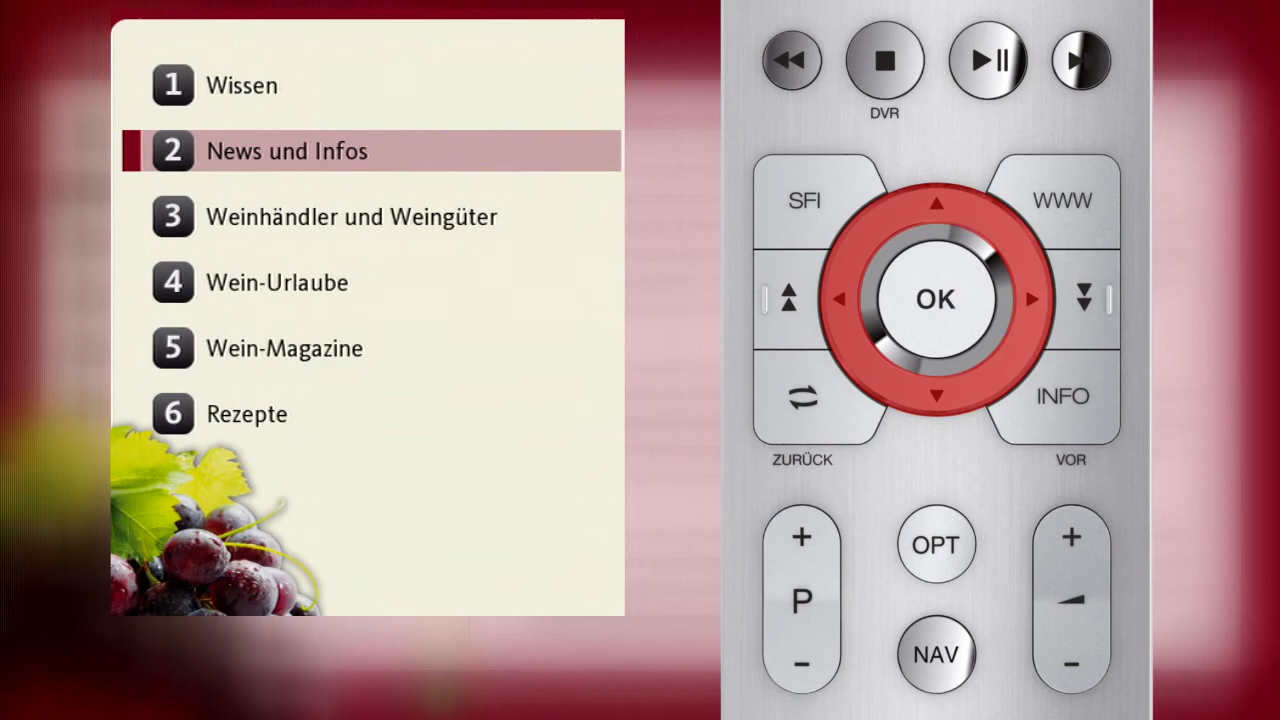 1 Wissen
2 News und Infos
3 Weinhändler und Weingüter
4 Wein-Urlaube
5 Wein-Magazine
6 Rezepte
DVR
SFI
WWW
OK
INFO
ZURÜCK
VOR
+
+
OPT
P
NAV
-
-